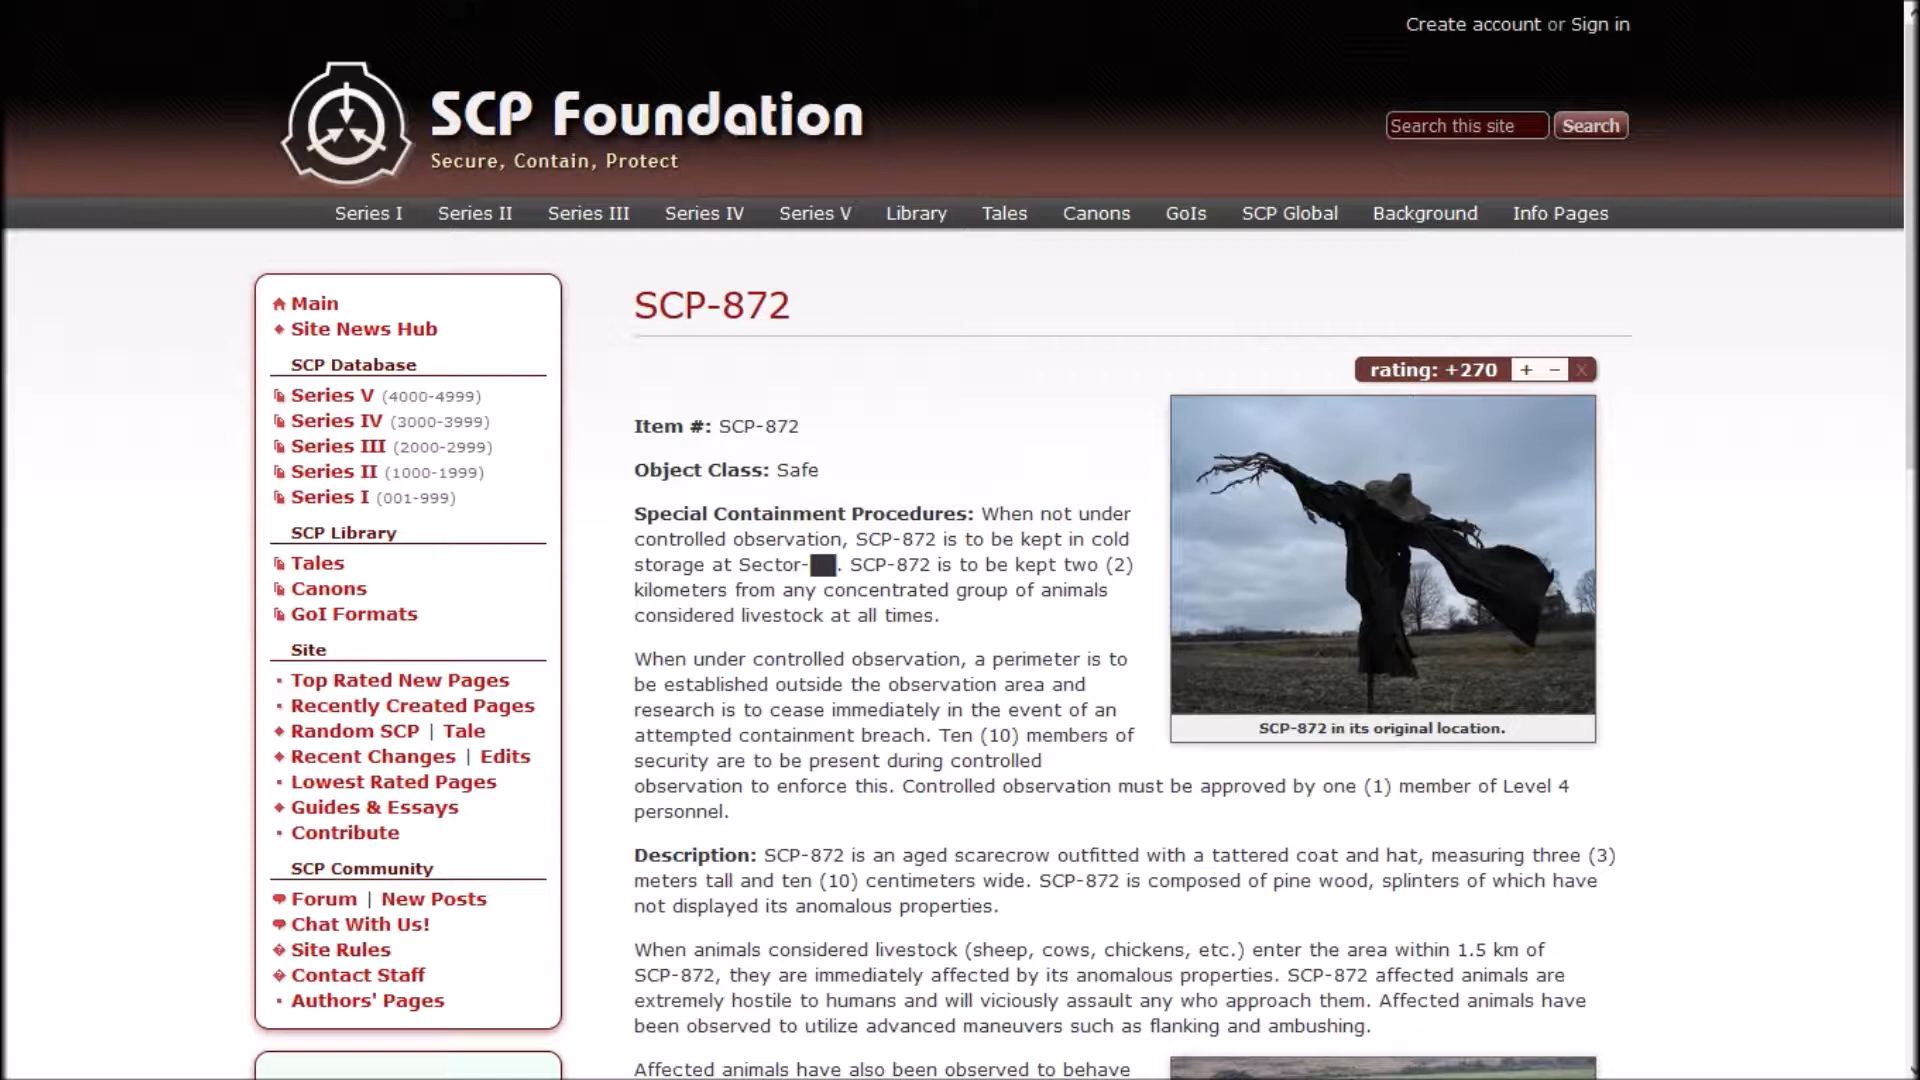 Create account or Sign in
SCP Foundation
Secure, Contain, Protect
Search this site
Search
Series I
Series II
Series III
Series IV
Series V
Library
Tales
Canons
GoIs
SCP Global
Background
Info Pages
Main
Site News Hub
SCP Database
Series V (4000-4999)
Series IV (3000-3999)
Series III (2000-2999)
Series II (1000-1999)
Series I (001-999)
SCP Library
Tales
Canons
GoI Formats
Site
Top Rated New Pages
Recently Created Pages
Random SCP | Tale
Recent Changes | Edits
Lowest Rated Pages
Guides & Essays
Contribute
SCP Community
Forum | New Posts
Chat With Us!
Site Rules
Contact Staff
Authors' Pages
SCP-872
rating: +270 + – X
Item #: SCP-872
Object Class: Safe
Special Containment Procedures: When not under
controlled observation, SCP-872 is to be kept in cold
storage at Sector-██. SCP-872 is to be kept two (2)
kilometers from any concentrated group of animals
considered livestock at all times.
When under controlled observation, a perimeter is to
be established outside the observation area and
research is to cease immediately in the event of an
attempted containment breach. Ten (10) members of
security are to be present during controlled
observation to enforce this. Controlled observation must be approved by one (1) member of Level 4
personnel.
SCP-872 in its original location.
Description: SCP-872 is an aged scarecrow outfitted with a tattered coat and hat, measuring three (3)
meters tall and ten (10) centimeters wide. SCP-872 is composed of pine wood, splinters of which have
not displayed its anomalous properties.
When animals considered livestock (sheep, cows, chickens, etc.) enter the area within 1.5 km of
SCP-872, they are immediately affected by its anomalous properties. SCP-872 affected animals are
extremely hostile to humans and will viciously assault any who approach them. Affected animals have
been observed to utilize advanced maneuvers such as flanking and ambushing.
Affected animals have also been observed to behave